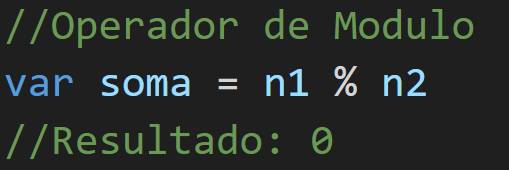 //Operador de Modulo
var soma = n1 % n2
//Resultado: 0